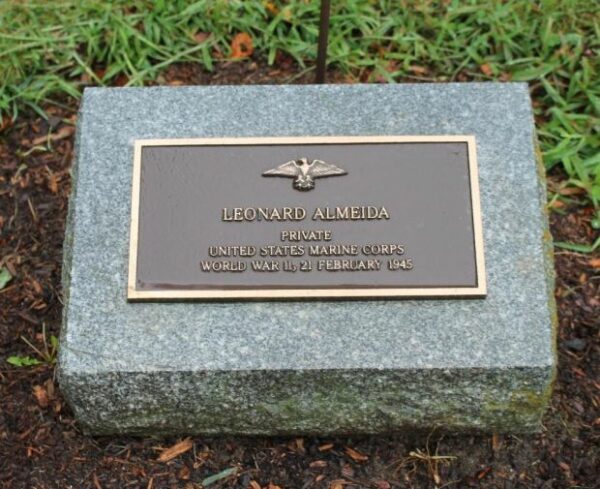 LEONARD ALMEIDA
PRIVATE
UNITED STATES MARINE CORPS
WORLD WAR II, 21 FEBRUARY 1945